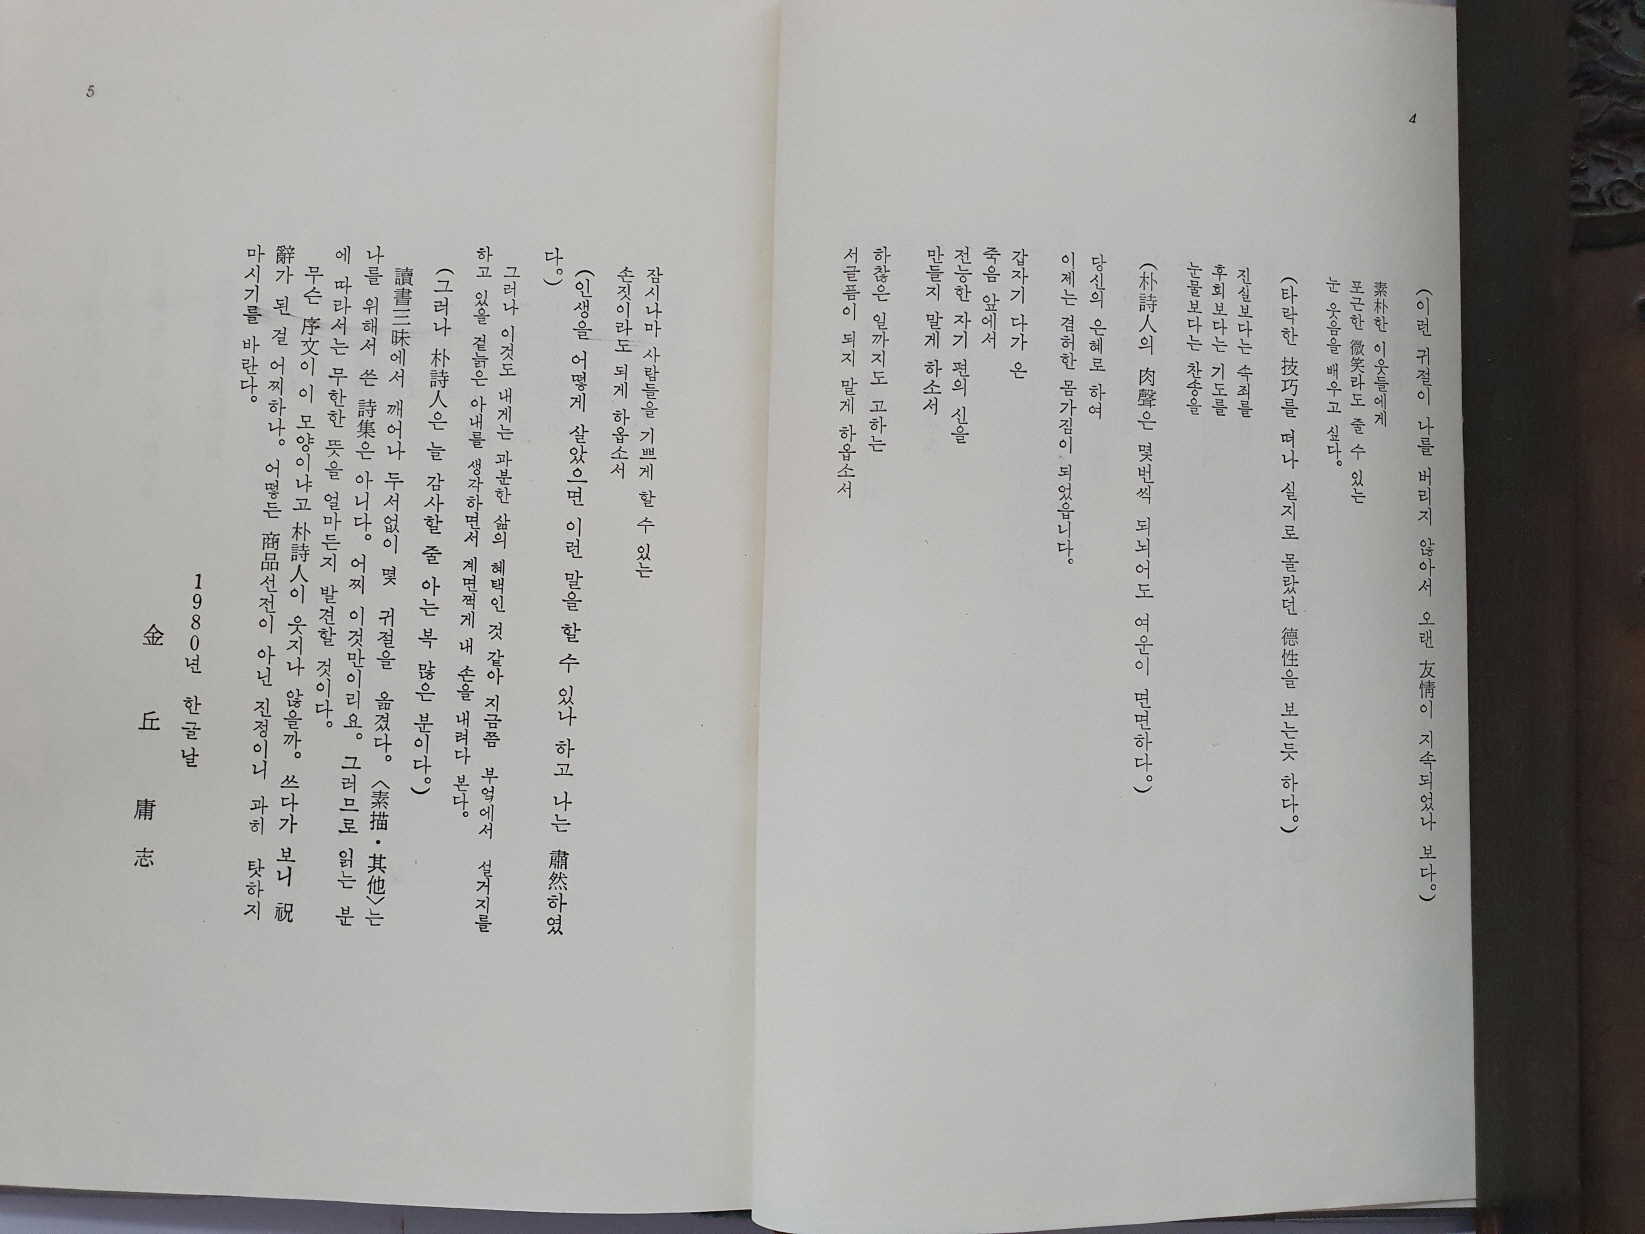 4
(이런 귀절이 나를 버리지 않아서 오랜 友情이 지속되었나 보다。)
素朴한 이웃들에게
포근한 微笑라도 줄 수 있는
눈 웃음을 배우고 싶다。
(타락한 技巧를 떠나 실지로 몰랐던 德性을 보는듯 하다。)
진실보다는 속죄를
후회보다는 기도를
눈물보다는 찬송을
(朴詩人의 肉聲은 몇번씩 되뇌어도 여운이 면면하다。)
당신의 은혜로 하여
이제는 겸허한 몸가짐이 되었읍니다。
갑자기 다가 온
죽음 앞에서
전능한 자기 편의 신을
만들지 말게 하소서
하찮은 일까지도 고하는
서글픔이 되지 말게 하옵소서
5
잠시나마 사람들을 기쁘게 할 수 있는
손짓이라도 되게 하옵소서
(인생을 어떻게 살았으면 이런 말을 할 수 있나 하고 나는 肅然하였
다。)
그러나 이것도 내게는 과분한 삶의 혜택인 것 같아 지금쯤 부엌에서 설거지를
하고 있을 겉늙은 아내를 생각하면서 계면쩍게 내 손을 내려다 본다。
(그러나 朴詩人은 늘 감사할 줄 아는 복 많은 분이다。)
讀書三昧에서 깨어나 두서없이 몇 귀절을 옮겼다。〈素描・其他〉는
나를 위해서 쓴 詩集은 아니다。어찌 이것만이리요。그러므로 읽는 분
에 따라서는 무한한 뜻을 얼마든지 발견할 것이다。
무슨 序文이 이 모양이냐고 朴詩人이 웃지나 않을까。쓰다가 보니 祝
辭가 된 걸 어찌하나。어떻든 商品선전이 아닌 진정이니 과히 탓하지
마시기를 바란다。
1980년 한글날
金丘庸 志